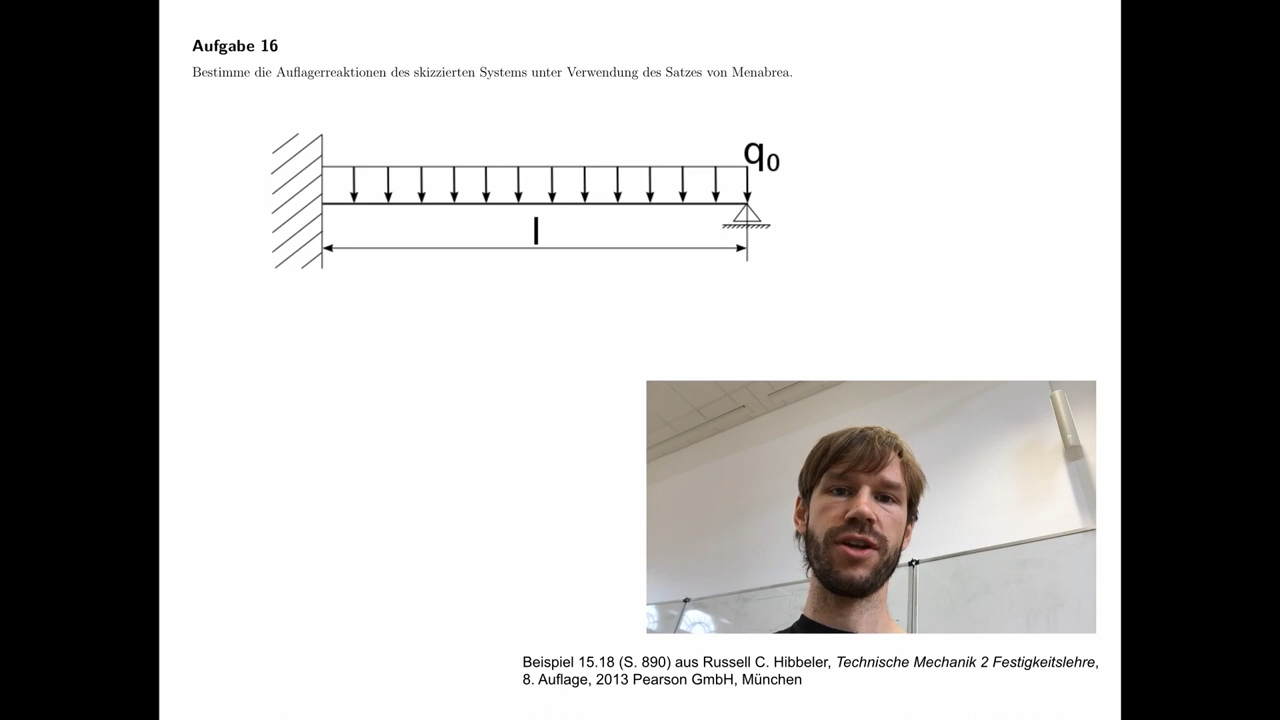 Aufgabe 16
Bestimme die Auflagerreaktionen des skizzierten Systems unter Verwendung des Satzes von Menabrea.
q₀
l
Beispiel 15.18 (S. 890) aus Russell C. Hibbeler, Technische Mechanik 2 Festigkeitslehre,
8. Auflage, 2013 Pearson GmbH, München